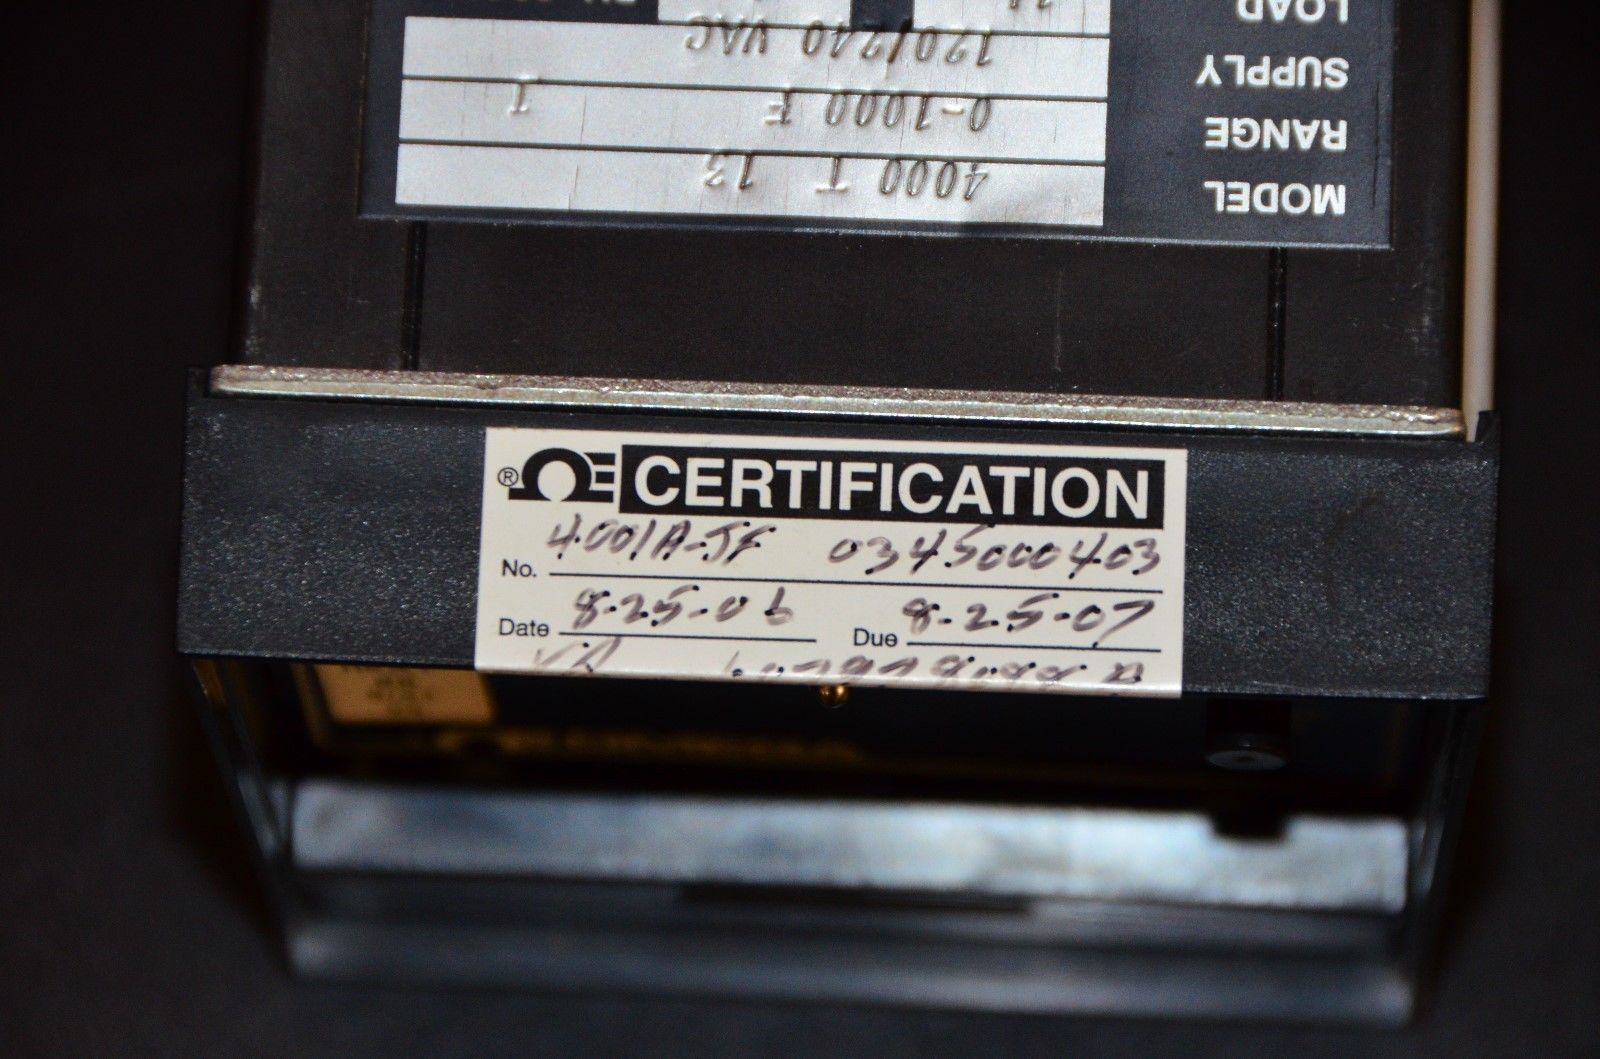 LOAD
SUPPLY 120/240 VAC
RANGE 0-1000 F T
MODEL 4000 T 13
® CERTIFICATION
No. 4001A-JF 0345000403
Date 8-25-06 Due 8-25-07